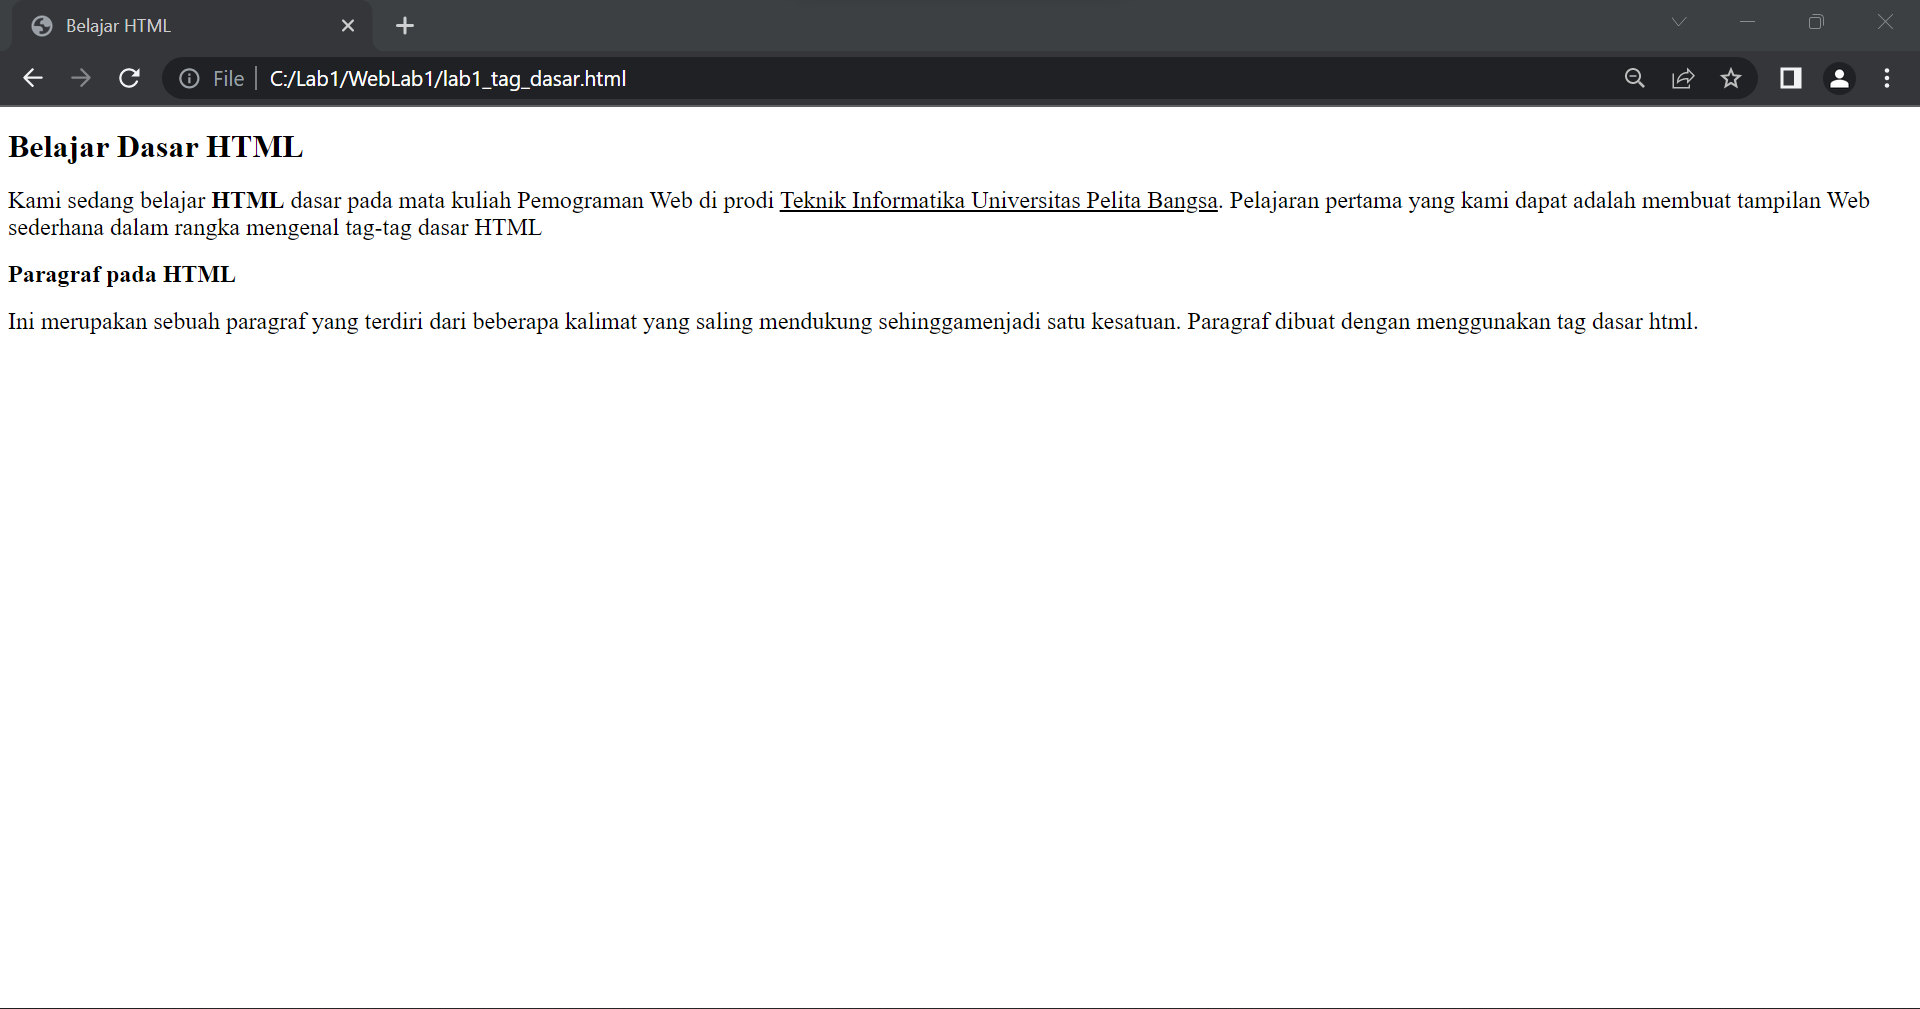 Belajar HTML
File C:/Lab1/WebLab1/lab1_tag_dasar.html
Belajar Dasar HTML
Kami sedang belajar HTML dasar pada mata kuliah Pemograman Web di prodi Teknik Informatika Universitas Pelita Bangsa. Pelajaran pertama yang kami dapat adalah membuat tampilan Web
sederhana dalam rangka mengenal tag-tag dasar HTML
Paragraf pada HTML
Ini merupakan sebuah paragraf yang terdiri dari beberapa kalimat yang saling mendukung sehinggamenjadi satu kesatuan. Paragraf dibuat dengan menggunakan tag dasar html.